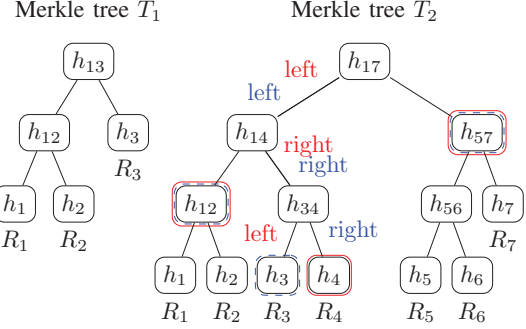 Merkle tree T₁
Merkle tree T₂
h₁₃
h₁₇
left
left
h₁₂
h₃
h₁₄
h₅₇
R₃
right
right
h₁
h₂
h₁₂
h₃₄
h₅₆
h₇
R₁
R₂
left
right
R₇
h₁
h₂
h₃
h₄
h₅
h₆
R₁
R₂
R₃
R₄
R₅
R₆